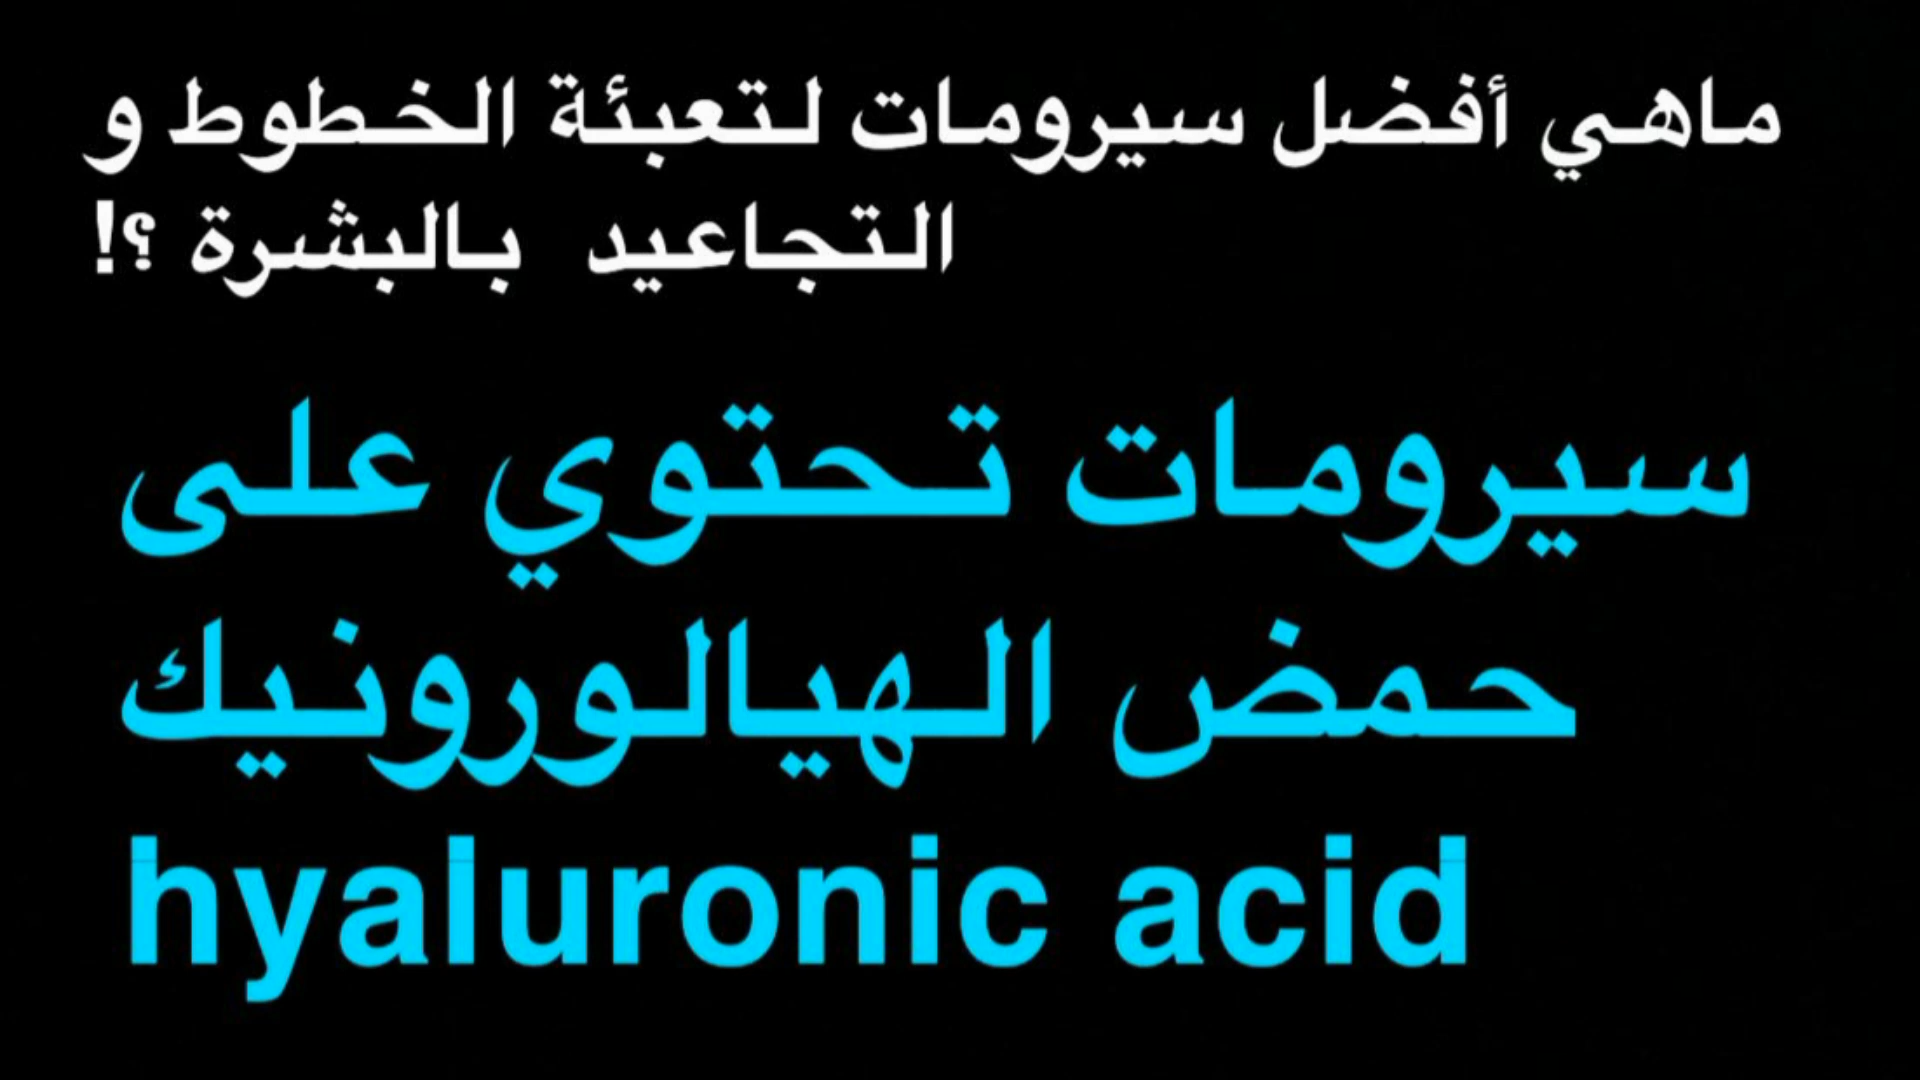 ماهي أفضل سيرومات لتعبئة الخطوط و
التجاعيد بالبشرة ؟!
سيرومات تحتوي على
حمض الهيالورونيك
hyaluronic acid